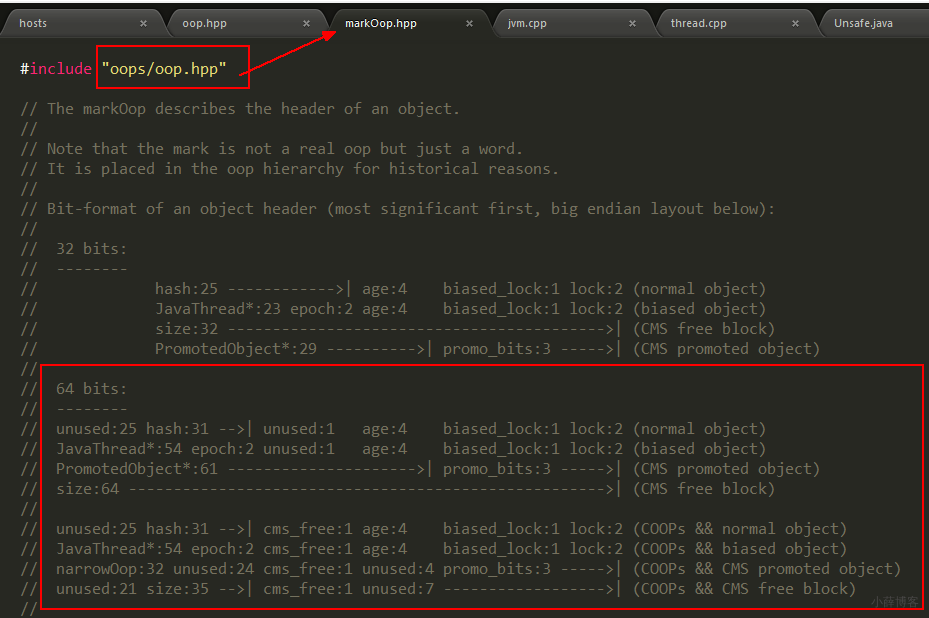 hosts × oop.hpp × markOop.hpp × jvm.cpp × thread.cpp × Unsafe.java
#include "oops/oop.hpp"
// The markOop describes the header of an object.
//
// Note that the mark is not a real oop but just a word.
// It is placed in the oop hierarchy for historical reasons.
//
// Bit-format of an object header (most significant first, big endian layout below):
//
//  32 bits:
//  --------
//             hash:25 ------------>| age:4    biased_lock:1 lock:2 (normal object)
//             JavaThread*:23 epoch:2 age:4    biased_lock:1 lock:2 (biased object)
//             size:32 ------------------------------------------>| (CMS free block)
//             PromotedObject*:29 ---------->| promo_bits:3 ----->| (CMS promoted object)
//
//  64 bits:
//  --------
//  unused:25 hash:31 -->| unused:1   age:4    biased_lock:1 lock:2 (normal object)
//  JavaThread*:54 epoch:2 unused:1   age:4    biased_lock:1 lock:2 (biased object)
//  PromotedObject*:61 --------------------->| promo_bits:3 ----->| (CMS promoted object)
//  size:64 ----------------------------------------------------->| (CMS free block)
//
//  unused:25 hash:31 -->| cms_free:1 age:4    biased_lock:1 lock:2 (COOPs && normal object)
//  JavaThread*:54 epoch:2 cms_free:1 age:4    biased_lock:1 lock:2 (COOPs && biased object)
//  narrowOop:32 unused:24 cms_free:1 unused:4 promo_bits:3 ----->| (COOPs && CMS promoted object)
//  unused:21 size:35 -->| cms_free:1 unused:7 ------------------>| (COOPs && CMS free block)
//
小薛博客